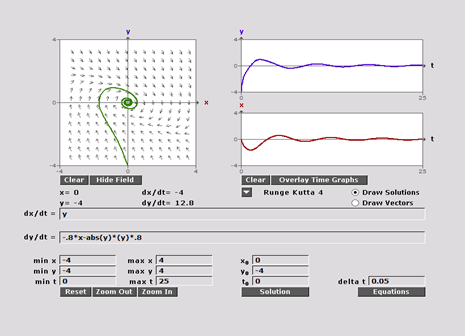 y y
4 4
t
x -4 0 25
x
4
t
-4 -4 0 4 -4 0 25
Clear Hide Field Clear Overlay Time Graphs
x= 0 dx/dt= -4 Runge Kutta 4 Draw Solutions
y= -4 dy/dt= 12.8 Draw Vectors
dx/dt = y
dy/dt = -.8*x-abs(y)*(y)*.8
min x -4 max x 4 x0 0
min y -4 max y 4 y0 -4
min t 0 max t 25 t0 0 delta t 0.05
Reset Zoom Out Zoom In Solution Equations